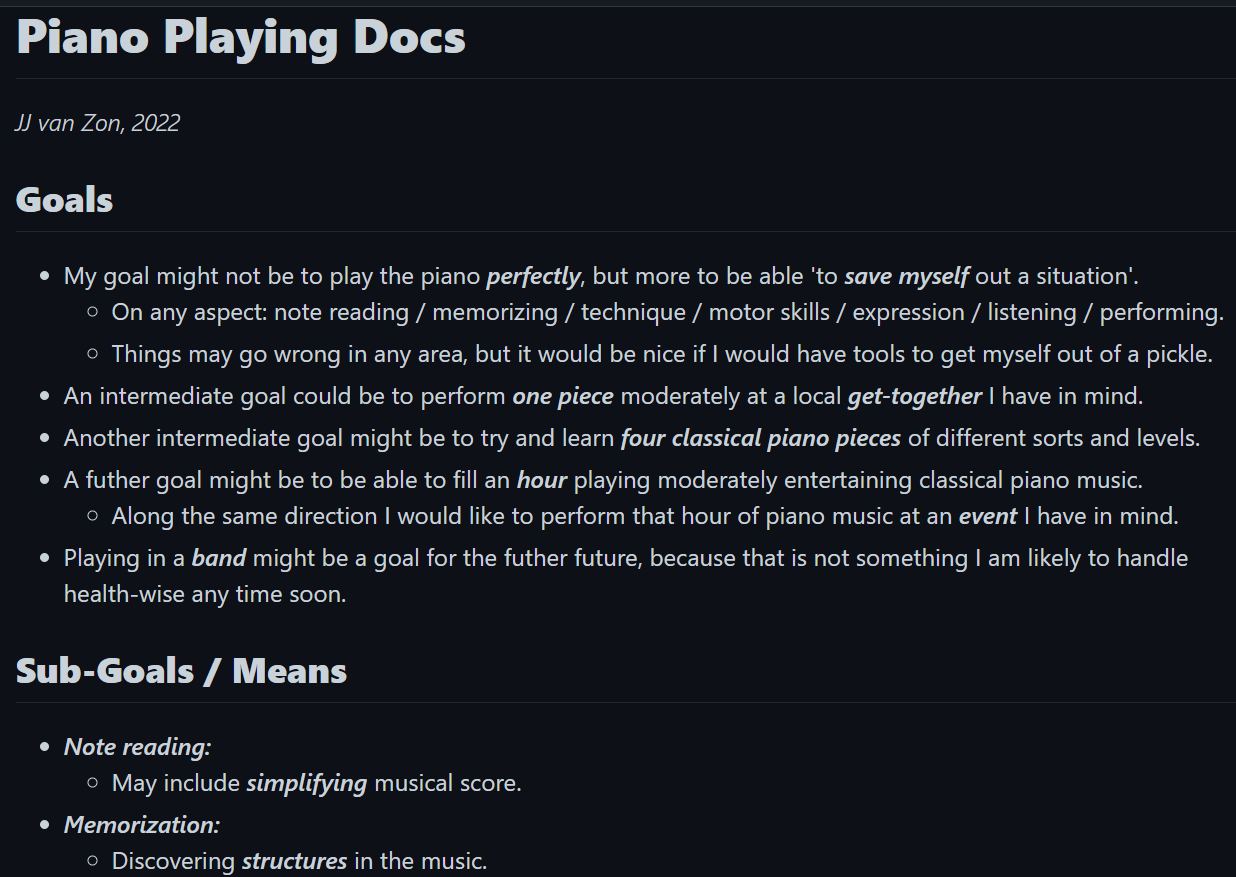 Piano Playing Docs
JJ van Zon, 2022
Goals
My goal might not be to play the piano perfectly, but more to be able 'to save myself out a situation'.
On any aspect: note reading / memorizing / technique / motor skills / expression / listening / performing.
Things may go wrong in any area, but it would be nice if I would have tools to get myself out of a pickle.
An intermediate goal could be to perform one piece moderately at a local get-together I have in mind.
Another intermediate goal might be to try and learn four classical piano pieces of different sorts and levels.
A futher goal might be to be able to fill an hour playing moderately entertaining classical piano music.
Along the same direction I would like to perform that hour of piano music at an event I have in mind.
Playing in a band might be a goal for the futher future, because that is not something I am likely to handle
health-wise any time soon.
Sub-Goals / Means
Note reading:
May include simplifying musical score.
Memorization:
Discovering structures in the music.